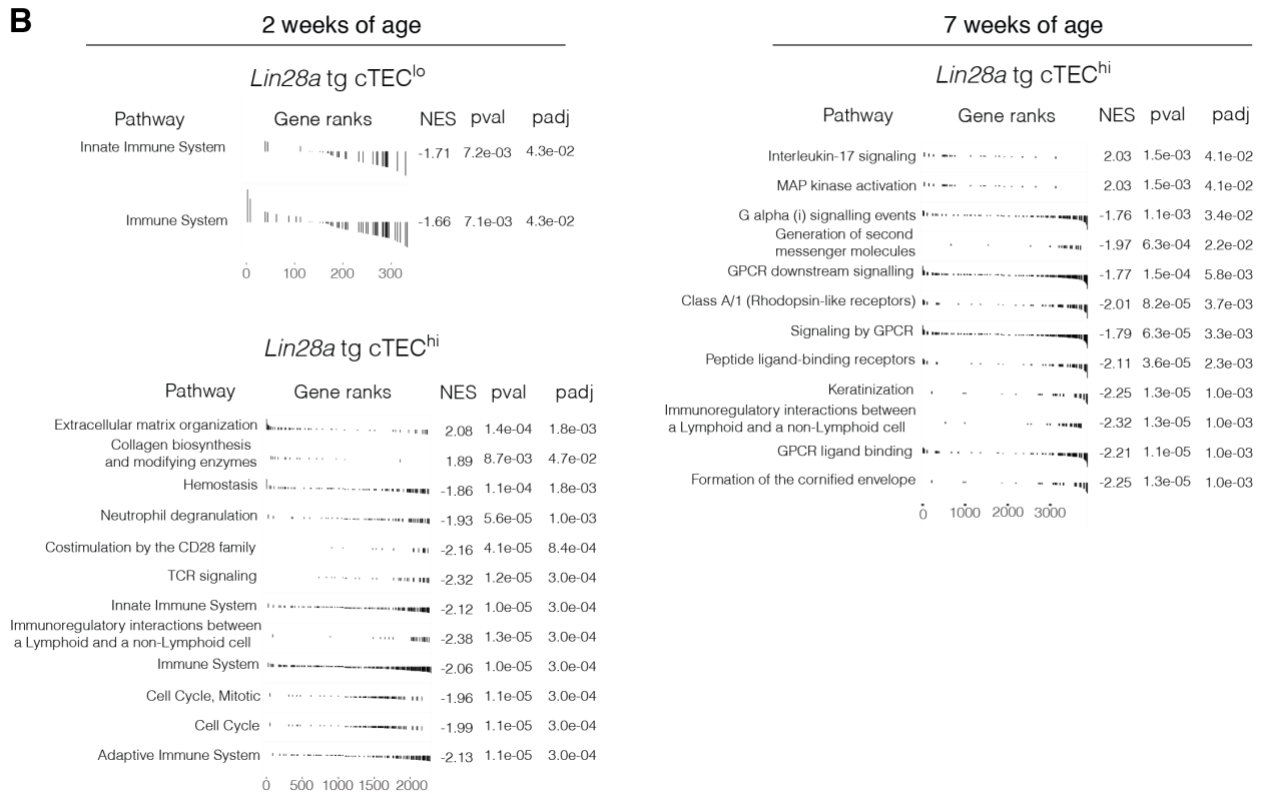 B
2 weeks of age
Lin28a tg cTEClo
Pathway Gene ranks NES pval padj
Innate Immune System -1.71 7.2e-03 4.3e-02
Immune System -1.66 7.1e-03 4.3e-02
0 100 200 300
Lin28a tg cTEChi
Pathway Gene ranks NES pval padj
Extracellular matrix organization 2.08 1.4e-04 1.8e-03
Collagen biosynthesis
and modifying enzymes 1.89 8.7e-03 4.7e-02
Hemostasis -1.86 1.1e-04 1.8e-03
Neutrophil degranulation -1.93 5.6e-05 1.0e-03
Costimulation by the CD28 family -2.16 4.1e-05 8.4e-04
TCR signaling -2.32 1.2e-05 3.0e-04
Innate Immune System -2.12 1.0e-05 3.0e-04
Immunoregulatory interactions between
a Lymphoid and a non-Lymphoid cell -2.38 1.3e-05 3.0e-04
Immune System -2.06 1.0e-05 3.0e-04
Cell Cycle, Mitotic -1.96 1.1e-05 3.0e-04
Cell Cycle -1.99 1.1e-05 3.0e-04
Adaptive Immune System -2.13 1.1e-05 3.0e-04
0 500 1000 1500 2000
7 weeks of age
Lin28a tg cTEChi
Pathway Gene ranks NES pval padj
Interleukin-17 signaling 2.03 1.5e-03 4.1e-02
MAP kinase activation 2.03 1.5e-03 4.1e-02
G alpha (i) signalling events -1.76 1.1e-03 3.4e-02
Generation of second
messenger molecules -1.97 6.3e-04 2.2e-02
GPCR downstream signalling -1.77 1.5e-04 5.8e-03
Class A/1 (Rhodopsin-like receptors) -2.01 8.2e-05 3.7e-03
Signaling by GPCR -1.79 6.3e-05 3.3e-03
Peptide ligand-binding receptors -2.11 3.6e-05 2.3e-03
Keratinization -2.25 1.3e-05 1.0e-03
Immunoregulatory interactions between
a Lymphoid and a non-Lymphoid cell -2.32 1.3e-05 1.0e-03
GPCR ligand binding -2.21 1.1e-05 1.0e-03
Formation of the cornified envelope -2.25 1.3e-05 1.0e-03
0 1000 2000 3000